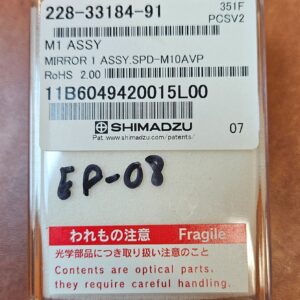 228-33184-91
351F
PCSV2
M1 ASSY
MIRROR 1 ASSY.SPD-M10AVP
RoHS 2.00
11B6049420015L00
SHIMADZU
Pat. www.shimadzu.com/patents/
07
EP-08
われもの注意 Fragile
光学部品につき取り扱い注意のこと
Contents are optical parts,
they require careful handling.